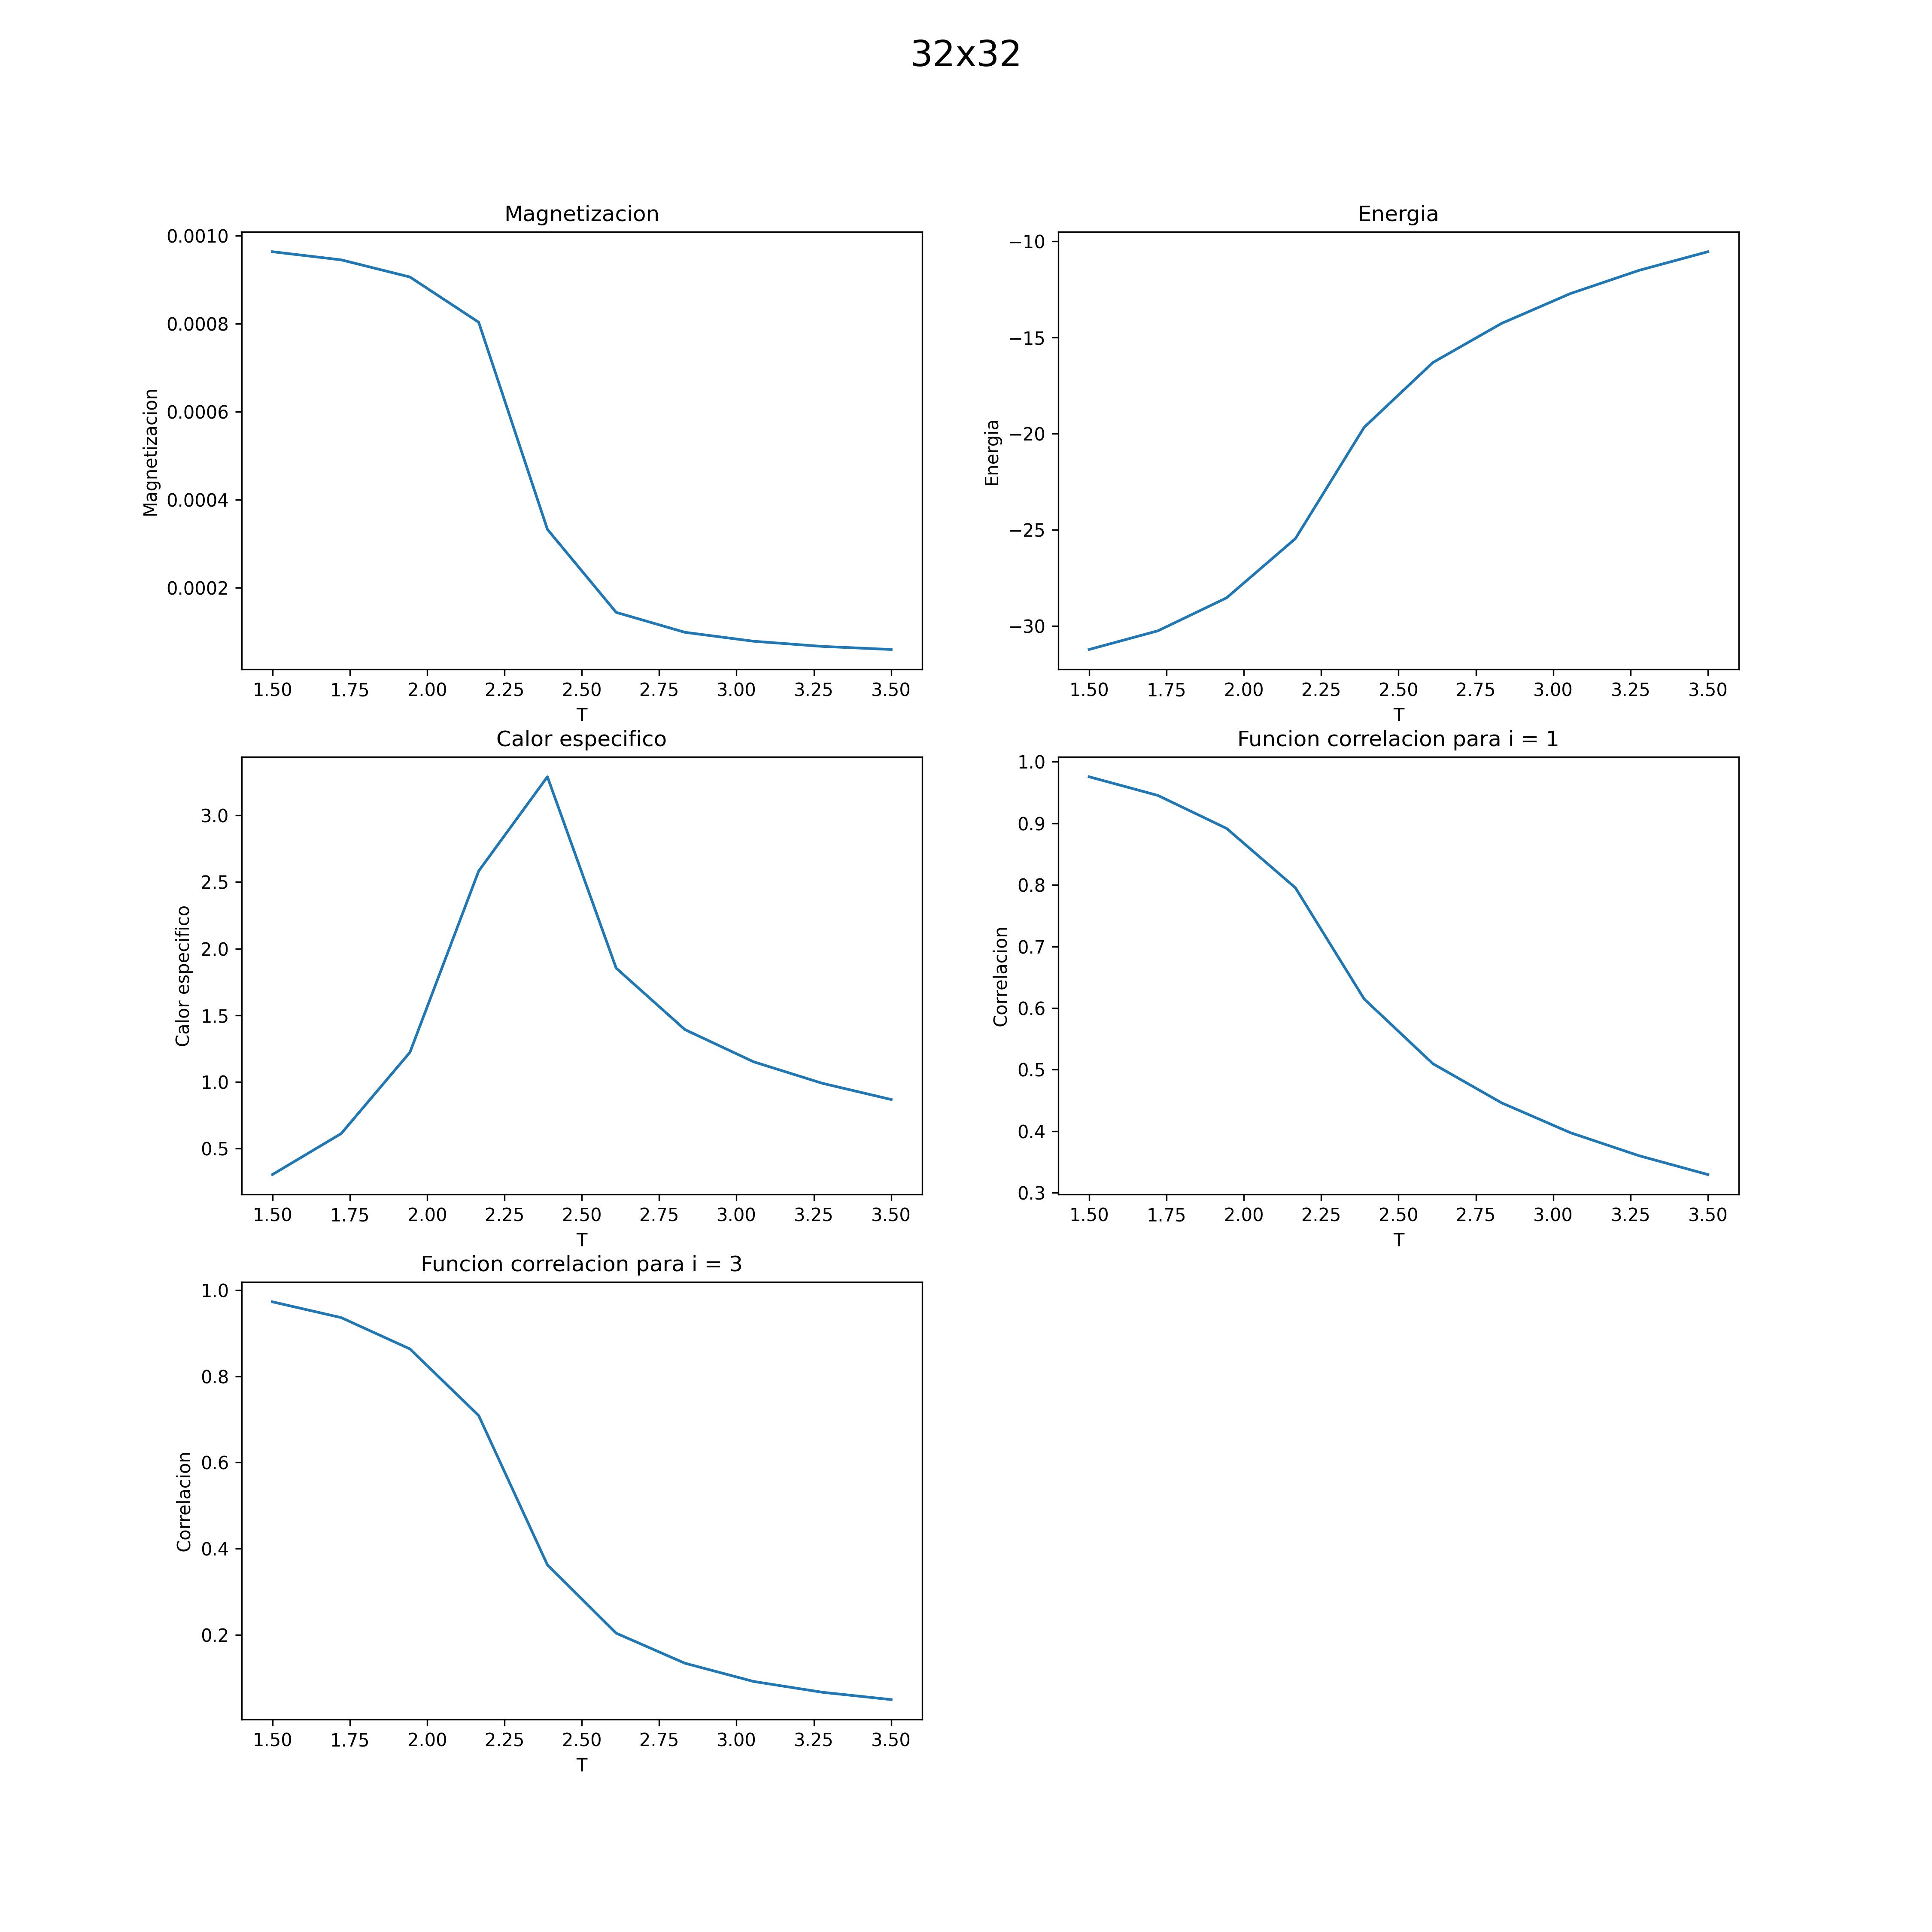 32x32
Magnetizacion
Magnetizacion
0.0010
0.0008
0.0006
0.0004
0.0002
1.50 1.75 2.00 2.25 2.50 2.75 3.00 3.25 3.50
T
Energia
Energia
−10
−15
−20
−25
−30
1.50 1.75 2.00 2.25 2.50 2.75 3.00 3.25 3.50
T
Calor especifico
Calor especifico
3.0
2.5
2.0
1.5
1.0
0.5
1.50 1.75 2.00 2.25 2.50 2.75 3.00 3.25 3.50
T
Funcion correlacion para i = 1
Correlacion
1.0
0.9
0.8
0.7
0.6
0.5
0.4
0.3
1.50 1.75 2.00 2.25 2.50 2.75 3.00 3.25 3.50
T
Funcion correlacion para i = 3
Correlacion
1.0
0.8
0.6
0.4
0.2
1.50 1.75 2.00 2.25 2.50 2.75 3.00 3.25 3.50
T